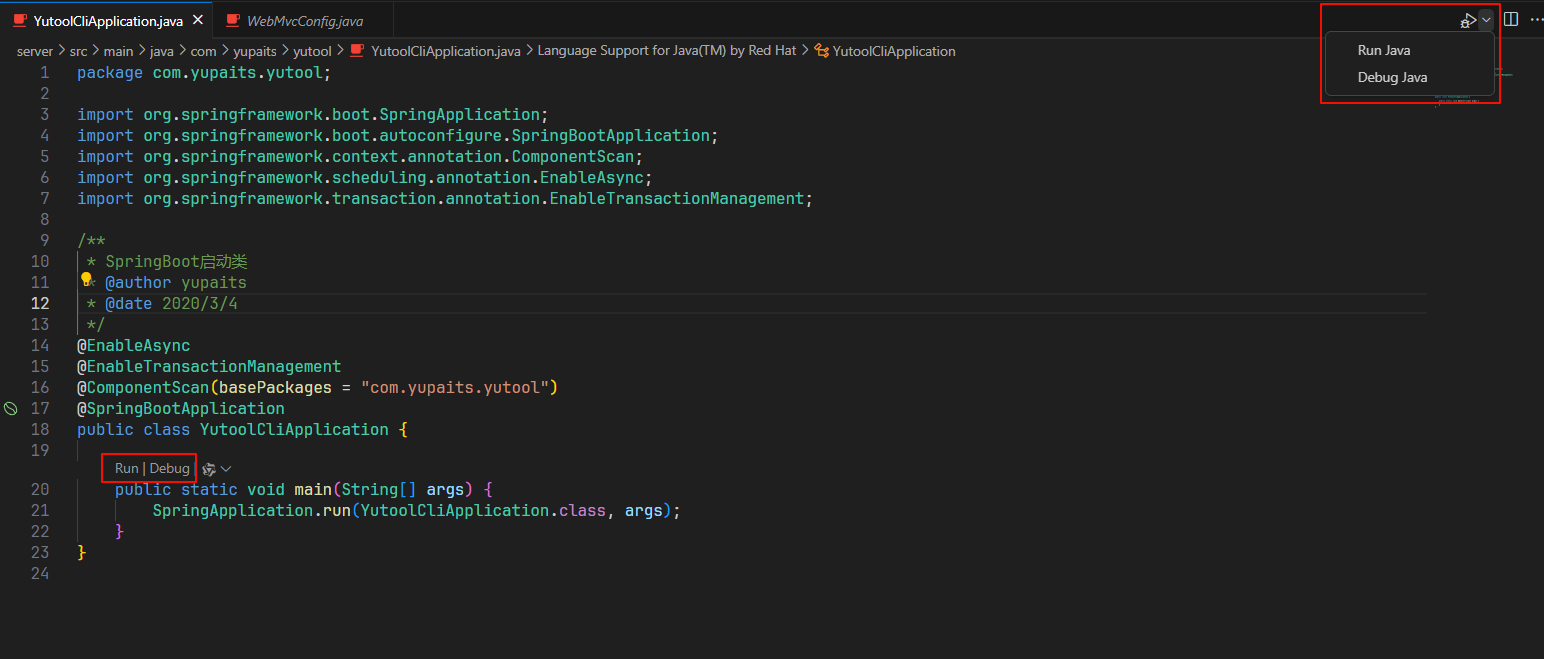 YutoolCliApplication.java
WebMvcConfig.java
server > src > main > java > com > yupaits > yutool > YutoolCliApplication.java > Language Support for Java(TM) by Red Hat > YutoolCliApplication
Run Java
Debug Java
1 package com.yupaits.yutool;
2
3 import org.springframework.boot.SpringApplication;
4 import org.springframework.boot.autoconfigure.SpringBootApplication;
5 import org.springframework.context.annotation.ComponentScan;
6 import org.springframework.scheduling.annotation.EnableAsync;
7 import org.springframework.transaction.annotation.EnableTransactionManagement;
8
9 /**
10 * SpringBoot启动类
11 * @author yupaits
12 * @date 2020/3/4
13 */
14 @EnableAsync
15 @EnableTransactionManagement
16 @ComponentScan(basePackages = "com.yupaits.yutool")
17 @SpringBootApplication
18 public class YutoolCliApplication {
19
Run | Debug
20 public static void main(String[] args) {
21 SpringApplication.run(YutoolCliApplication.class, args);
22 }
23 }
24